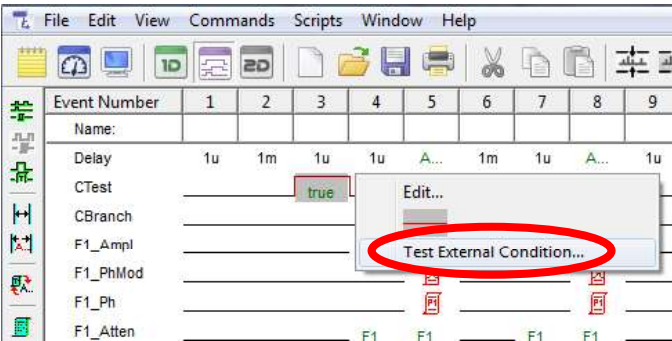 File Edit View Commands Scripts Window Help
1D 2D
Event Number 1 2 3 4 5 6 7 8 9
Name:
Delay 1u 1m 1u 1u A... 1m 1u A... 1u
CTest true Edit...
CBranch
F1_Ampl Test External Condition...
F1_PhMod
F1_Ph P1 P1
F1_Atten F1 F1 F1 F1